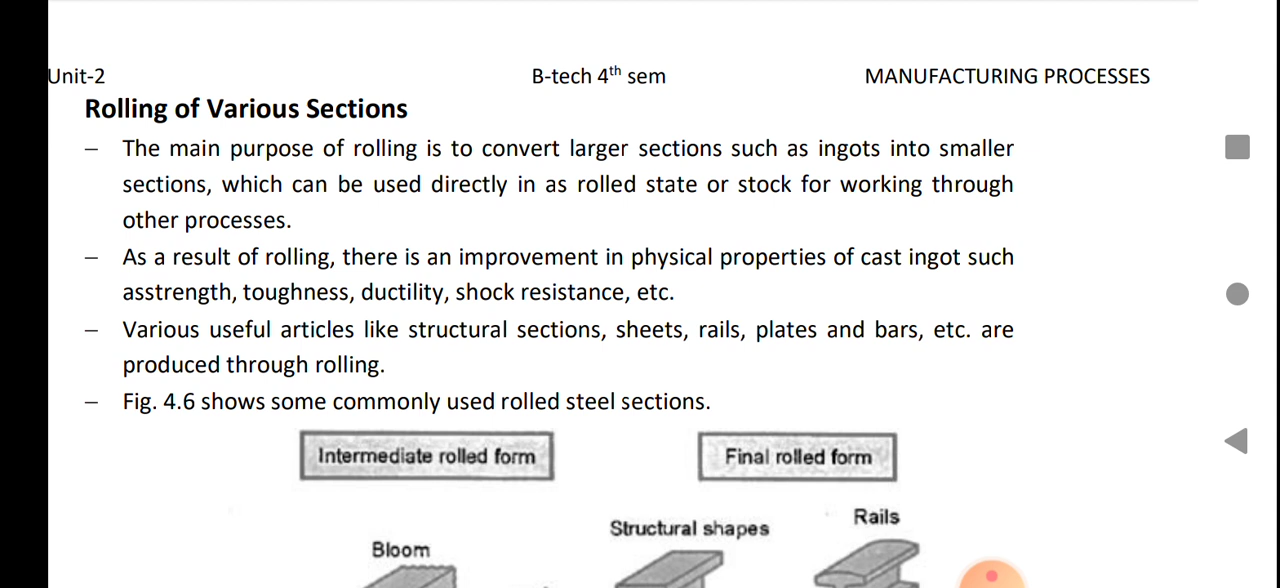 Unit-2 B-tech 4th sem MANUFACTURING PROCESSES
Rolling of Various Sections
– The main purpose of rolling is to convert larger sections such as ingots into smaller
sections, which can be used directly in as rolled state or stock for working through
other processes.
– As a result of rolling, there is an improvement in physical properties of cast ingot such
asstrength, toughness, ductility, shock resistance, etc.
– Various useful articles like structural sections, sheets, rails, plates and bars, etc. are
produced through rolling.
– Fig. 4.6 shows some commonly used rolled steel sections.
Intermediate rolled form Final rolled form
Structural shapes Rails
Bloom